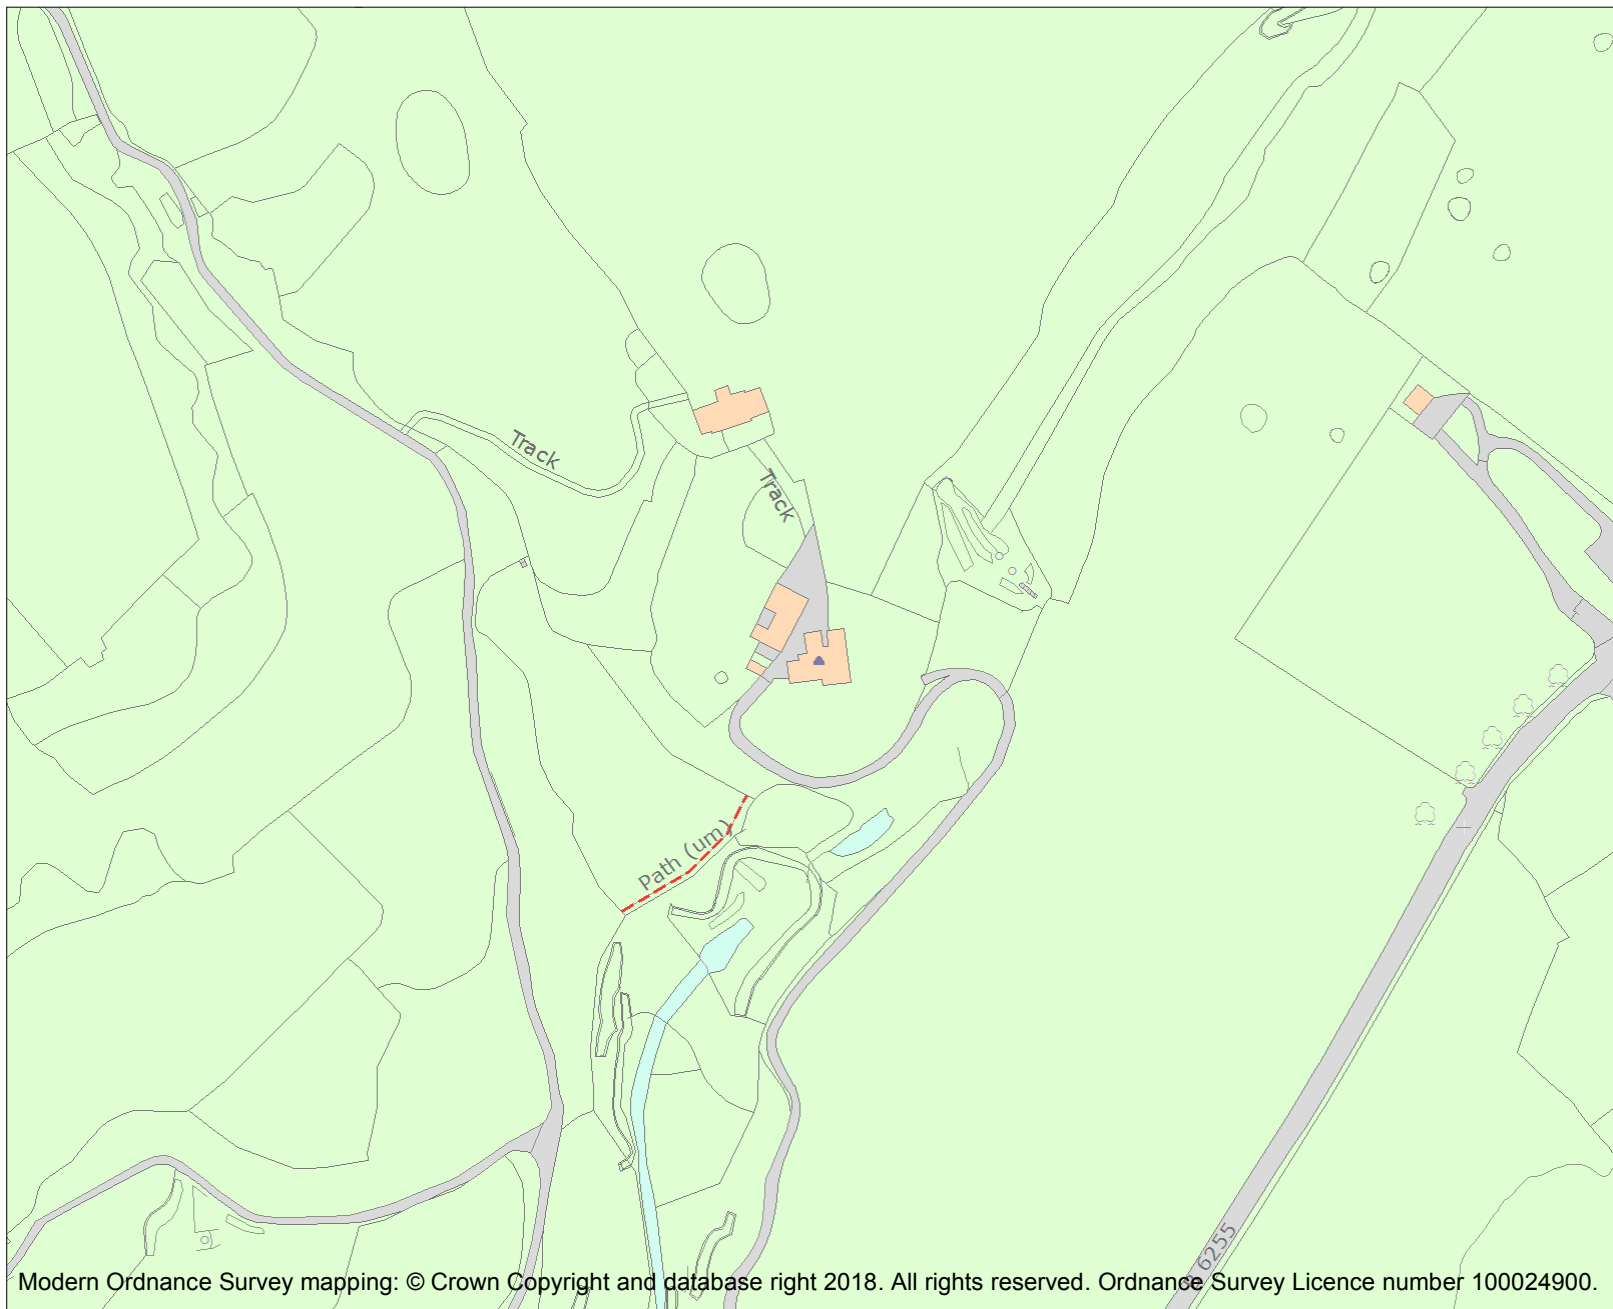 Track
Track
Path (um)
6255
Modern Ordnance Survey mapping: © Crown Copyright and database right 2018. All rights reserved. Ordnance Survey Licence number 100024900.